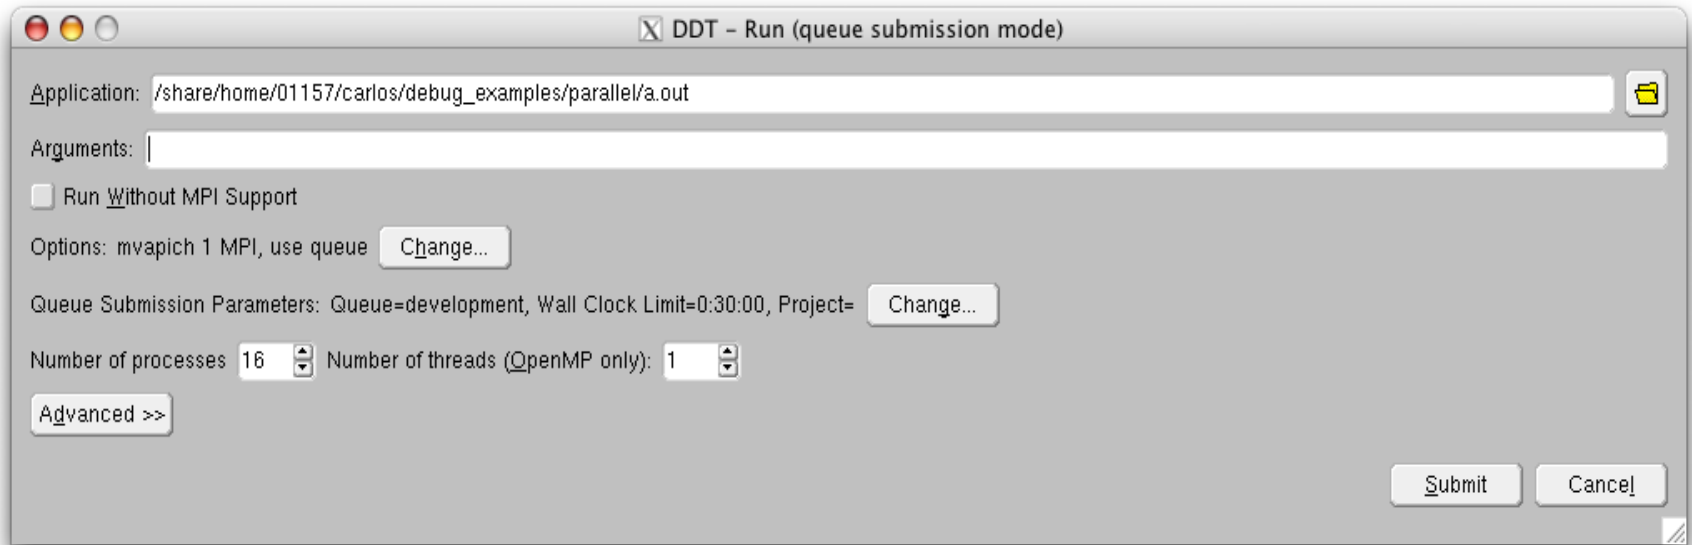 DDT – Run (queue submission mode)
Application: /share/home/01157/carlos/debug_examples/parallel/a.out
Arguments:
Run Without MPI Support
Options: mvapich 1 MPI, use queue Change...
Queue Submission Parameters: Queue=development, Wall Clock Limit=0:30:00, Project= Change...
Number of processes 16 Number of threads (OpenMP only): 1
Advanced >>
Submit Cancel